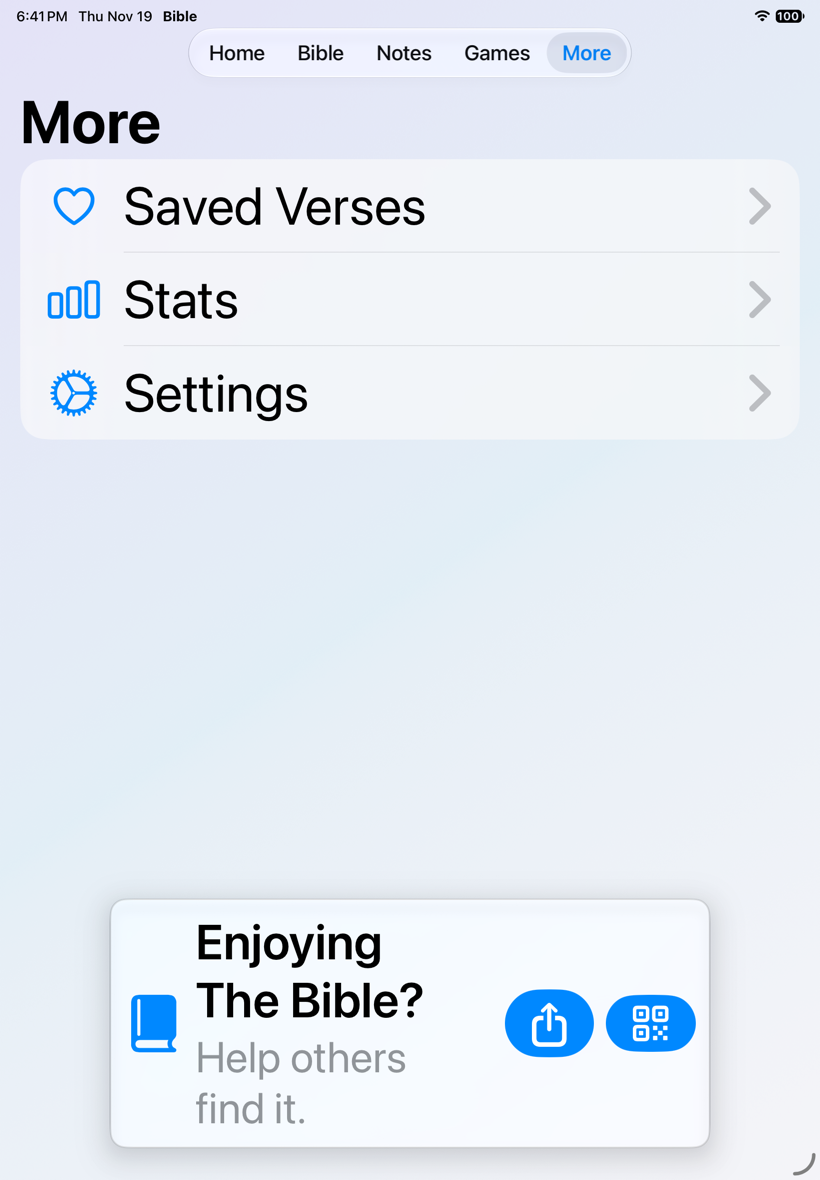 6:41 PM Thu Nov 19 Bible
100
Home Bible Notes Games More
More
Saved Verses
Stats
Settings
Enjoying
The Bible?
Help others
find it.